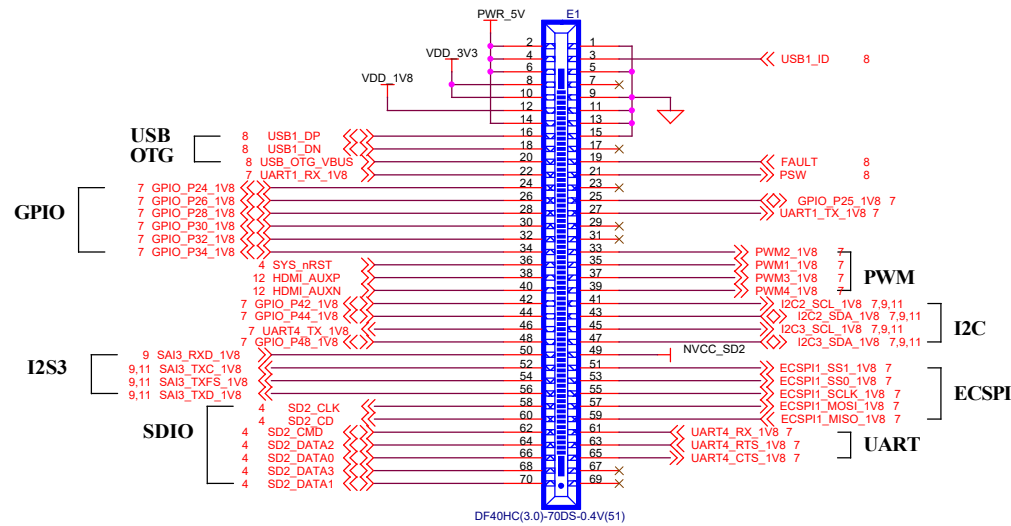 PWR_5V E1
2 1
VDD_3V3 4 3 USB1_ID 8
6 5
VDD_1V8 8 7
10 9
12 11
14 13
USB 8 USB1_DP 16 15
OTG 8 USB1_DN 18 17
8 USB_OTG_VBUS 20 19 FAULT 8
7 UART1_RX_1V8 22 21 PSW 8
7 GPIO_P24_1V8 24 23
7 GPIO_P26_1V8 26 25 GPIO_P25_1V8 7
GPIO 7 GPIO_P28_1V8 28 27 UART1_TX_1V8 7
7 GPIO_P30_1V8 30 29
7 GPIO_P32_1V8 32 31
7 GPIO_P34_1V8 34 33 PWM2_1V8 7
4 SYS_nRST 36 35 PWM1_1V8 7
12 HDMI_AUXP 38 37 PWM3_1V8 7 PWM
12 HDMI_AUXN 40 39 PWM4_1V8 7
7 GPIO_P42_1V8 42 41 I2C2_SCL_1V8 7,9,11
7 GPIO_P44_1V8 44 43 I2C2_SDA_1V8 7,9,11
7 UART4_TX_1V8 46 45 I2C3_SCL_1V8 7,9,11 I2C
7 GPIO_P48_1V8 48 47 I2C3_SDA_1V8 7,9,11
9 SAI3_RXD_1V8 50 49 NVCC_SD2
I2S3 9,11 SAI3_TXC_1V8 52 51 ECSPI1_SS1_1V8 7
9,11 SAI3_TXFS_1V8 54 53 ECSPI1_SS0_1V8 7
9,11 SAI3_TXD_1V8 56 55 ECSPI1_SCLK_1V8 7 ECSPI
4 SD2_CLK 58 57 ECSPI1_MOSI_1V8 7
4 SD2_CD 60 59 ECSPI1_MISO_1V8 7
SDIO 4 SD2_CMD 62 61 UART4_RX_1V8 7
4 SD2_DATA2 64 63 UART4_RTS_1V8 7 UART
4 SD2_DATA0 66 65 UART4_CTS_1V8 7
4 SD2_DATA3 68 67
4 SD2_DATA1 70 69
DF40HC(3.0)-70DS-0.4V(51)